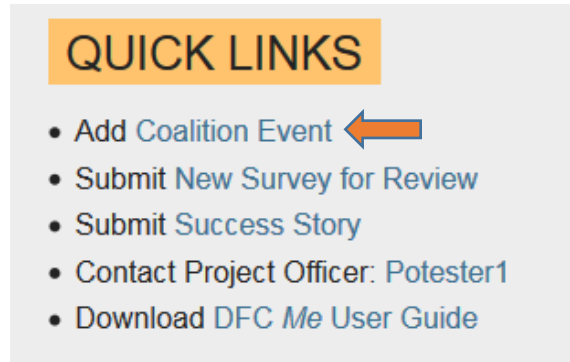 QUICK LINKS
Add Coalition Event
Submit New Survey for Review
Submit Success Story
Contact Project Officer: Potester1
Download DFC Me User Guide